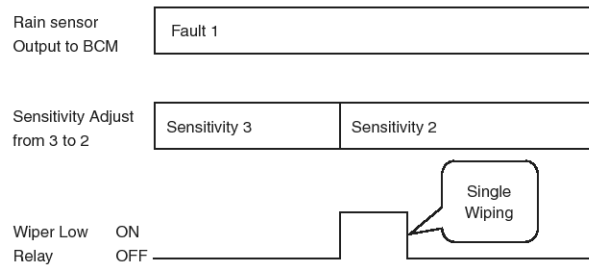 Rain sensor
Output to BCM
Fault 1
Sensitivity Adjust
from 3 to 2
Sensitivity 3
Sensitivity 2
Single
Wiping
Wiper Low ON
Relay OFF